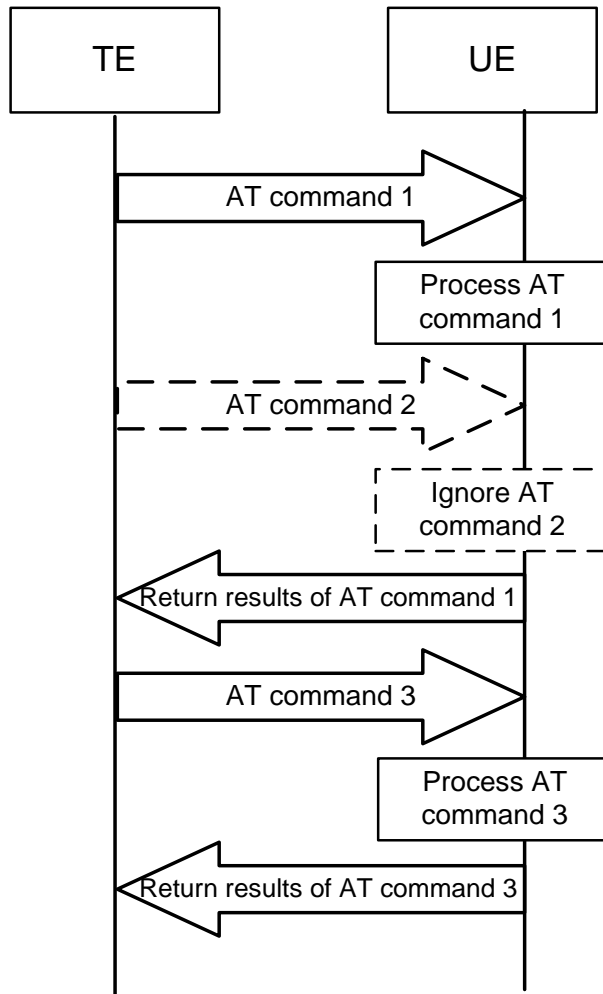 TE
UE
AT command 1
Process AT
command 1
AT command 2
Ignore AT
command 2
Return results of AT command 1
AT command 3
Process AT
command 3
Return results of AT command 3